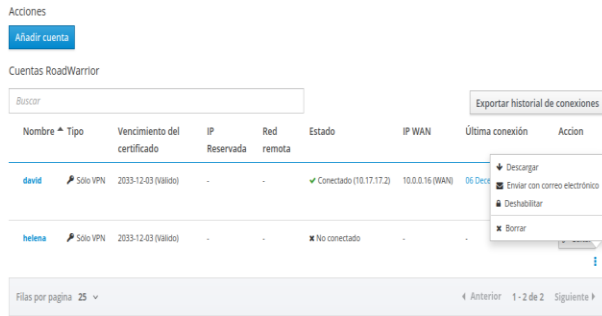 Acciones
Añadir cuenta
Cuentas RoadWarrior
Buscar
Exportar historial de conexiones
Nombre Tipo Vencimiento del certificado IP Reservada Red remota Estado IP WAN Última conexión Accion
david Sólo VPN 2033-12-03 (Válido) - - Conectado (10.17.17.2) 10.0.0.16 (WAN) 06 Dece
Descargar
Enviar con correo electrónico
Deshabilitar
Borrar
helena Sólo VPN 2033-12-03 (Válido) - - No conectado - -
Filas por pagina 25 Anterior 1 - 2 de 2 Siguiente